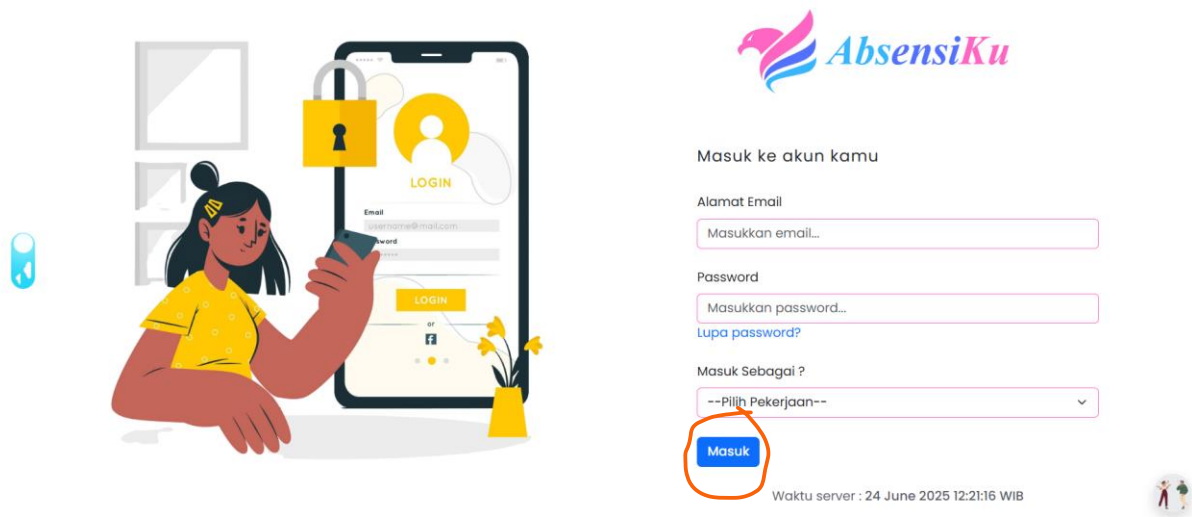 AbsensiKu
LOGIN
Email
username@mail.com
sword
LOGIN
or
Masuk ke akun kamu
Alamat Email
Masukkan email...
Password
Masukkan password...
Lupa password?
Masuk Sebagai ?
--Pilih Pekerjaan--
Masuk
Waktu server : 24 June 2025 12:21:16 WIB